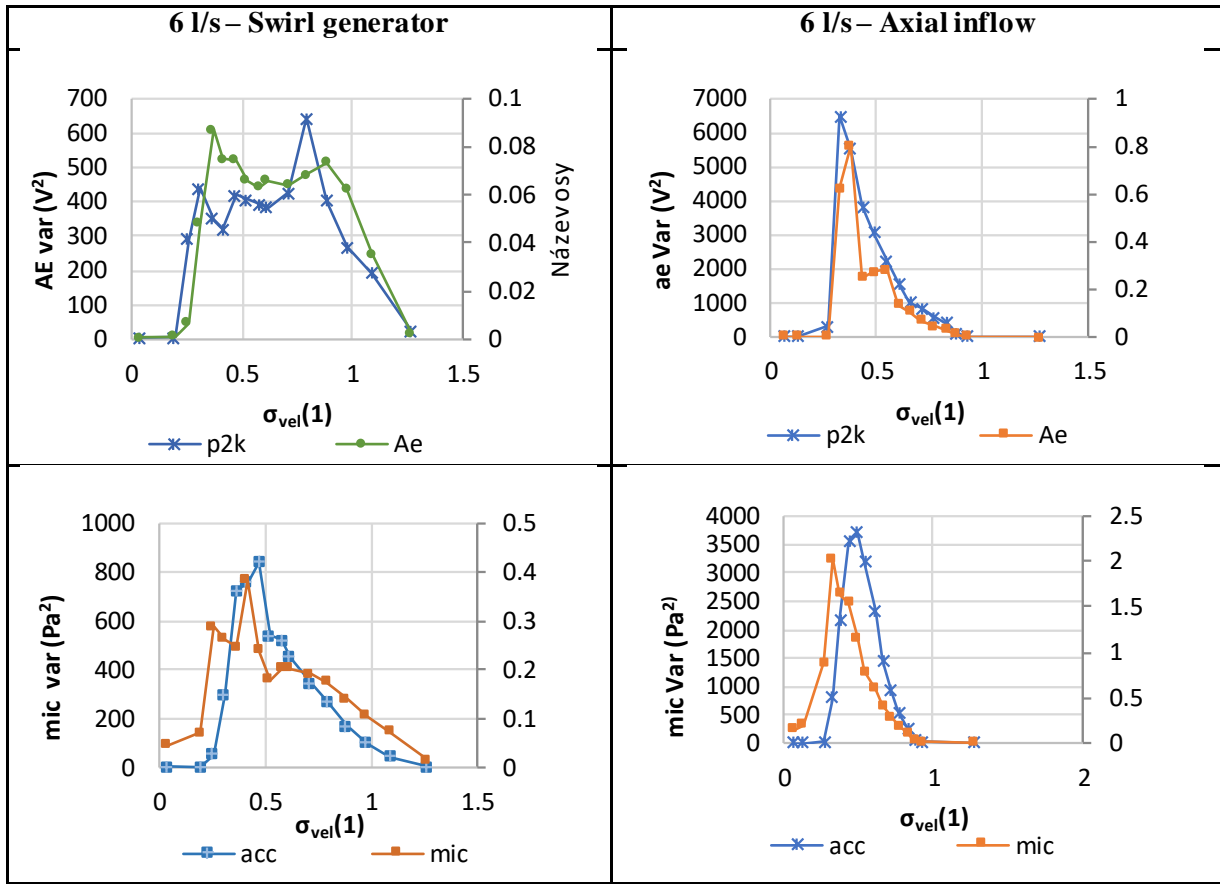 6 l/s – Swirl generator
6 l/s – Axial inflow
700
600
500
400
300
200
100
0
AE var (V²)
0.1
0.08
0.06
0.04
0.02
0
Názevosy
0 0.5 1 1.5
σvel(1)
p2k Ae
7000
6000
5000
4000
3000
2000
1000
0
ae Var (V²)
1
0.8
0.6
0.4
0.2
0
0 0.5 1 1.5
σvel(1)
p2k Ae
1000
800
600
400
200
0
mic var (Pa²)
0.5
0.4
0.3
0.2
0.1
0
0 0.5 1 1.5
σvel(1)
acc mic
4000
3500
3000
2500
2000
1500
1000
500
0
mic Var (Pa²⁾
2.5
2
1.5
1
0.5
0
0 1 2
σvel(1)
acc mic